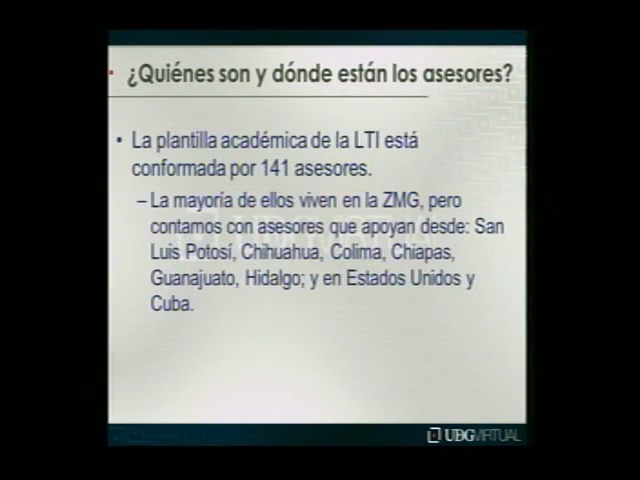 ¿Quiénes son y dónde están los asesores?
• La plantilla académica de la LTI está
conformada por 141 asesores.
– La mayoría de ellos viven en la ZMG, pero
contamos con asesores que apoyan desde: San
Luis Potosí, Chihuahua, Colima, Chiapas,
Guanajuato, Hidalgo; y en Estados Unidos y
Cuba.
UDGVIRTUAL